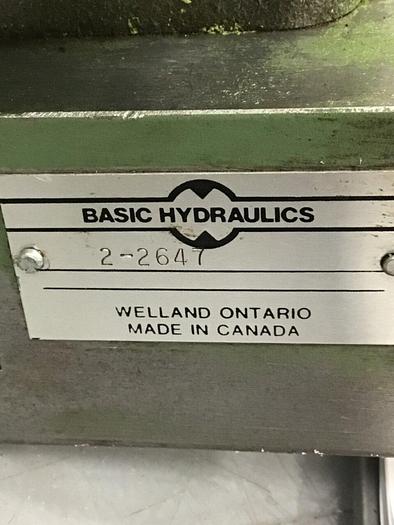 BASIC HYDRAULICS
2-2647
WELLAND ONTARIO
MADE IN CANADA